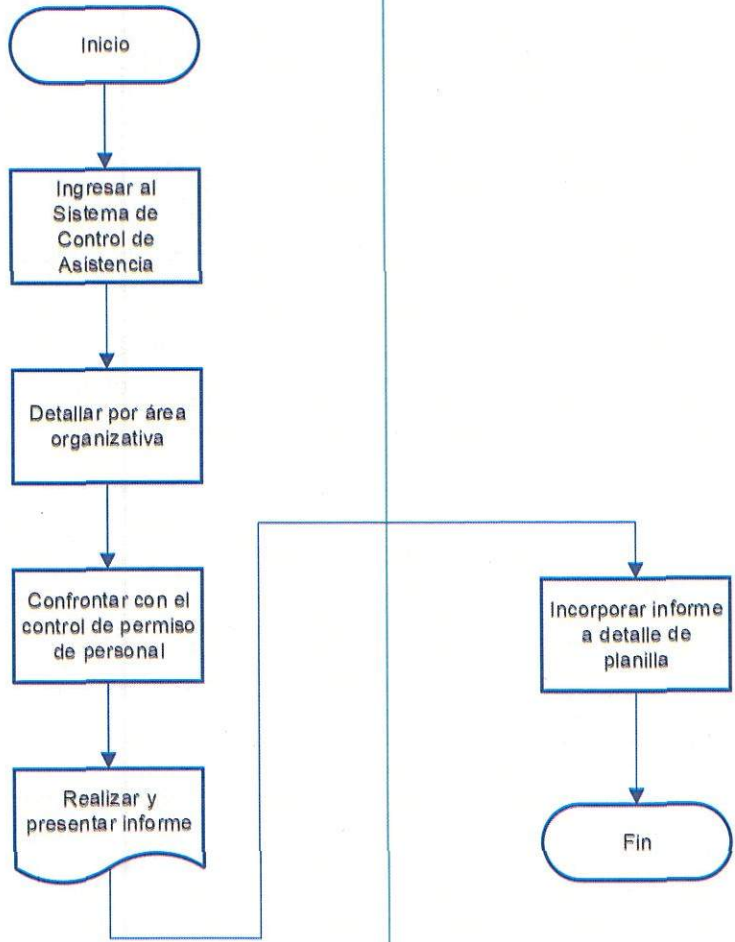 Inicio
Ingresar al
Sistema de
Control de
Asistencia
Detallar por área
organizativa
Confrontar con el
control de permiso
de personal
Realizar y
presentar informe
Incorporar informe
a detalle de
planilla
Fin